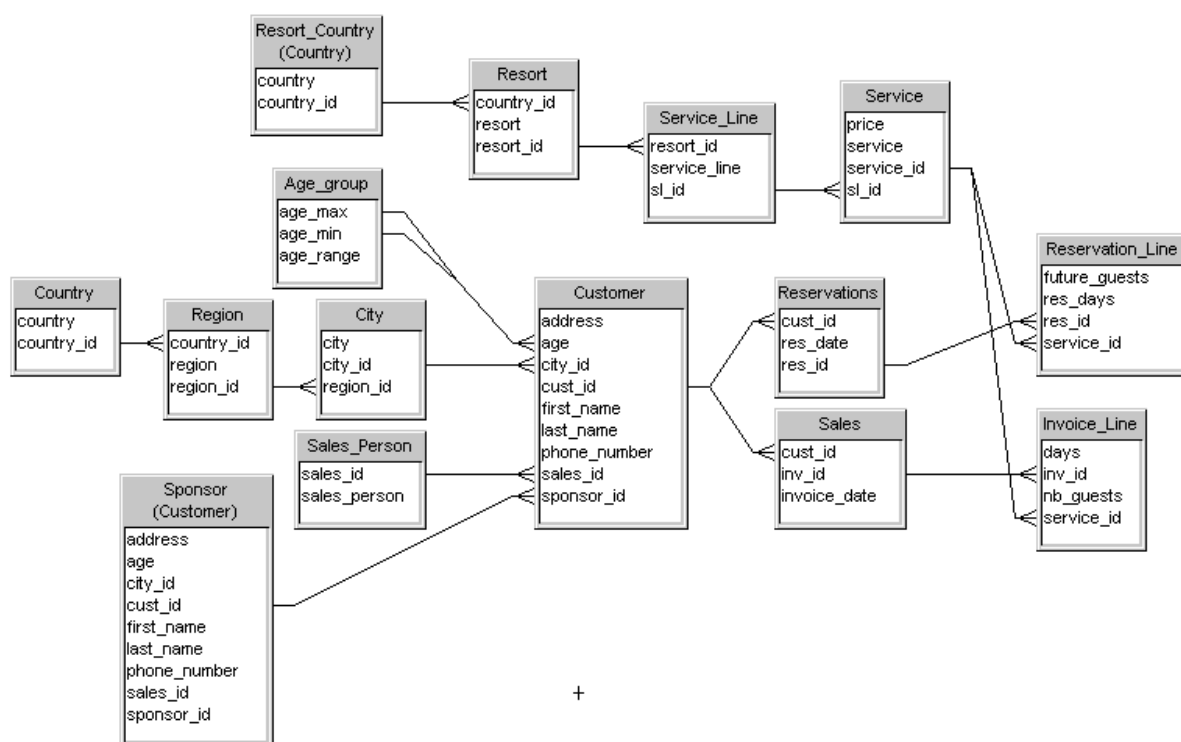 Resort_Country
(Country)
country
country_id
Resort
country_id
resort
resort_id
Service_Line
resort_id
service_line
sl_id
Service
price
service
service_id
sl_id
Age_group
age_max
age_min
age_range
Reservation_Line
future_guests
res_days
res_id
service_id
Country
country
country_id
Region
country_id
region
region_id
City
city
city_id
region_id
Customer
address
age
city_id
cust_id
first_name
last_name
phone_number
sales_id
sponsor_id
Reservations
cust_id
res_date
res_id
Sales
cust_id
inv_id
invoice_date
Invoice_Line
days
inv_id
nb_guests
service_id
Sales_Person
sales_id
sales_person
Sponsor
(Customer)
address
age
city_id
cust_id
first_name
last_name
phone_number
sales_id
sponsor_id